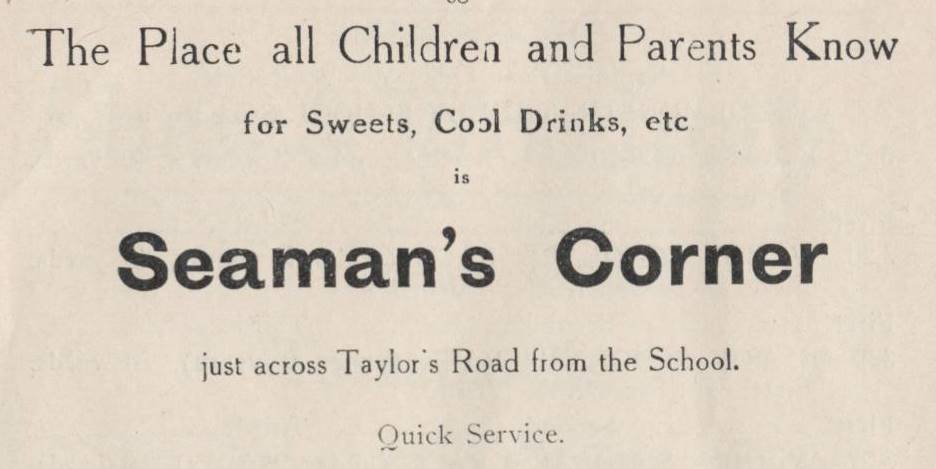 The Place all Children and Parents Know
for Sweets, Cool Drinks, etc
is
Seaman's Corner
just across Taylor's Road from the School.
Quick Service.